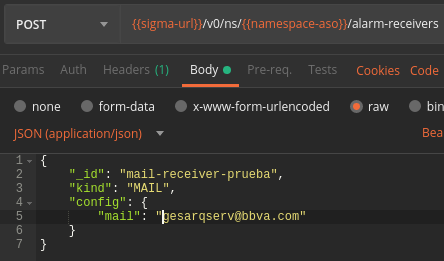 POST {{sigma-url}}/v0/ns/{{namespace-aso}}/alarm-receivers
Params Auth Headers (1) Body Pre-req. Tests Cookies Code
none form-data x-www-form-urlencoded raw bin
JSON (application/json) Bea
1 {
2 "_id": "mail-receiver-prueba",
3 "kind": "MAIL",
4 "config": {
5 "mail": "gesarqserv@bbva.com"
6 }
7 }